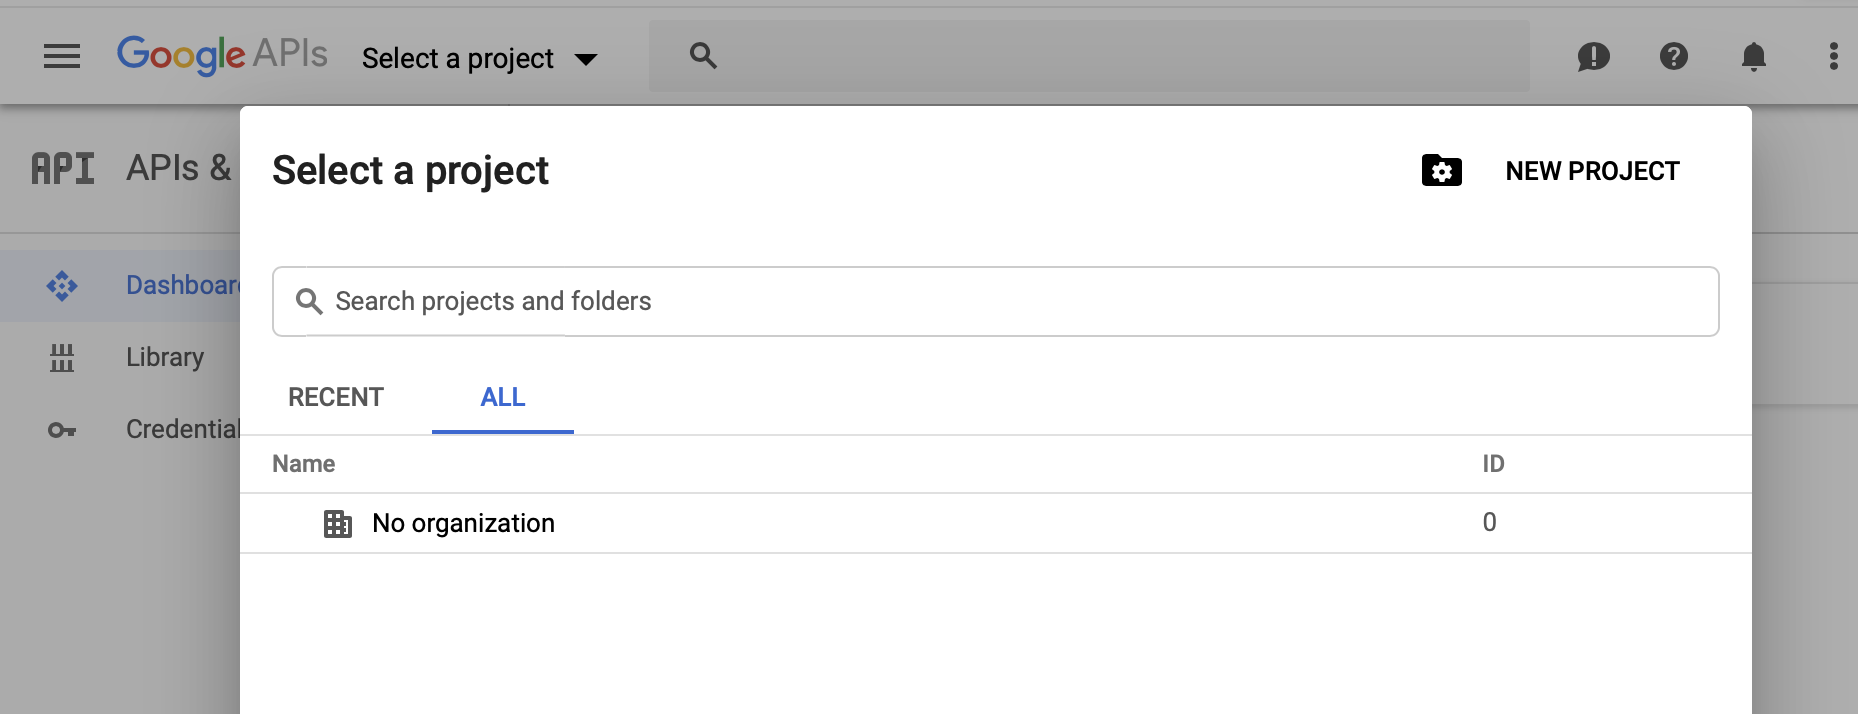 Google APIs Select a project
API APIs &
Select a project NEW PROJECT
Dashboard
Search projects and folders
Library
RECENT ALL
Credential
Name ID
No organization 0